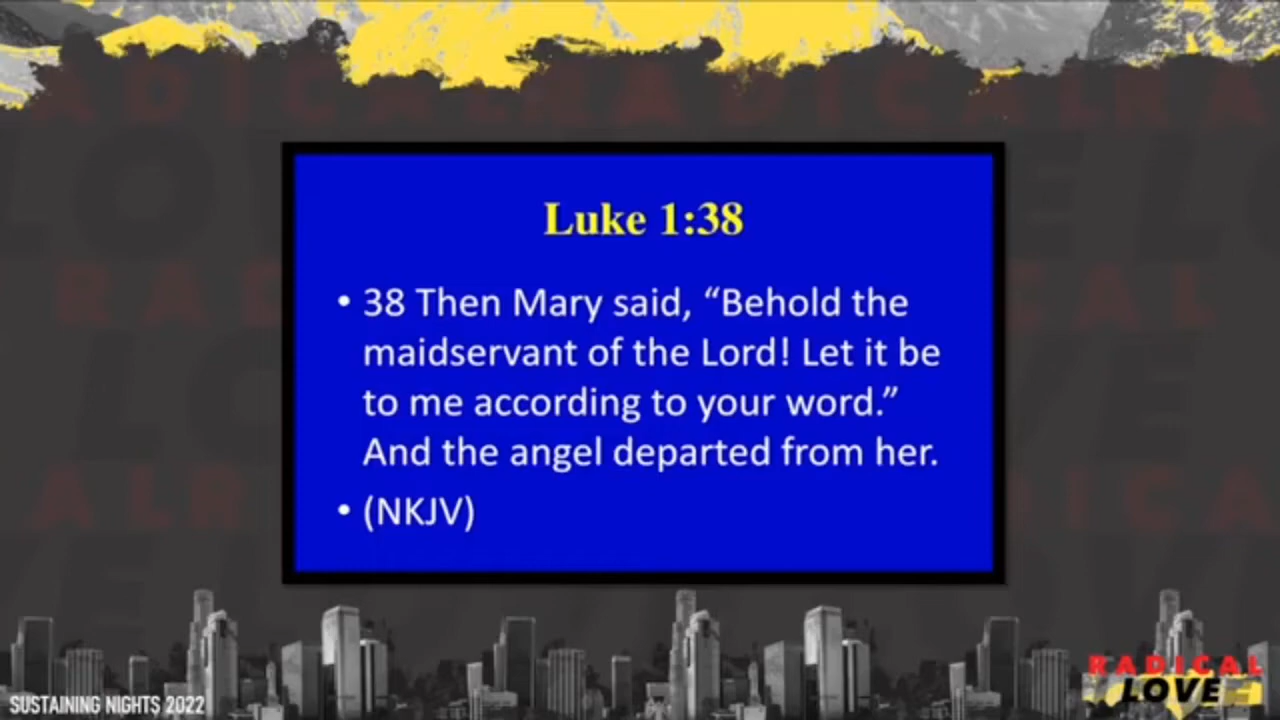 Luke 1:38
• 38 Then Mary said, “Behold the
maidservant of the Lord! Let it be
to me according to your word.”
And the angel departed from her.
• (NKJV)
SUSTAINING NIGHTS 2022
RADICAL
LOVE